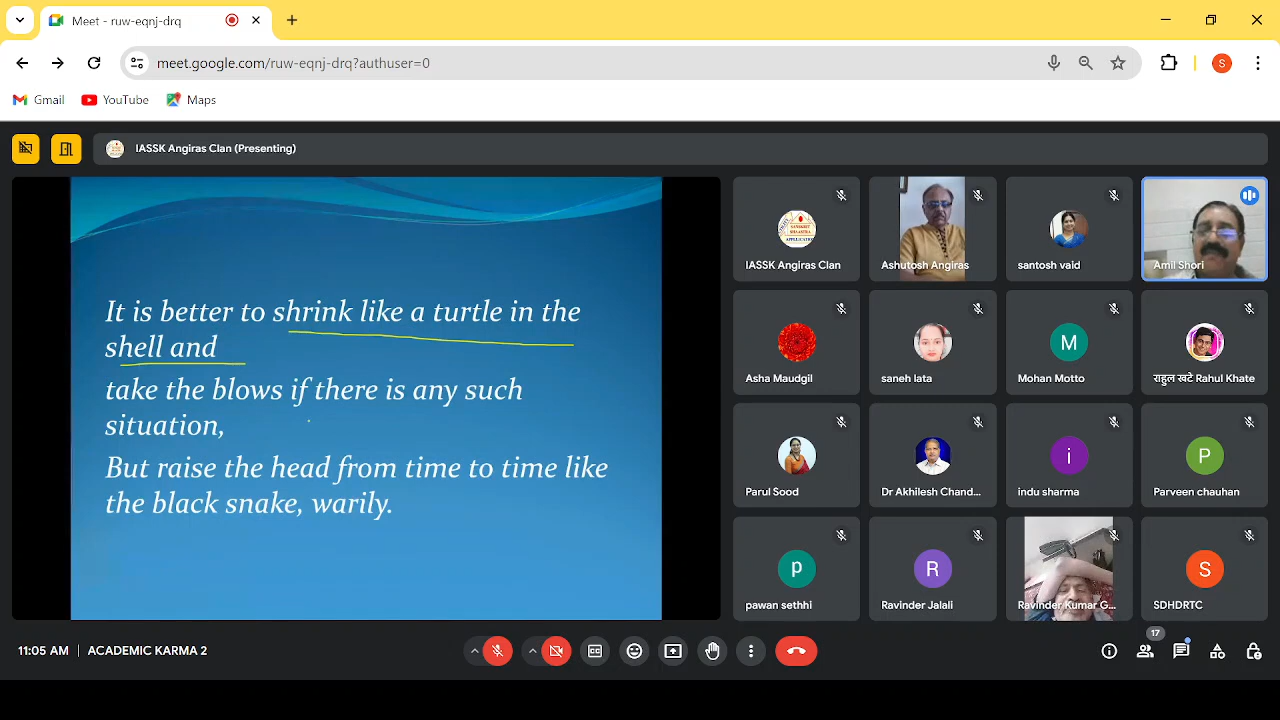 Meet - ruw-eqnj-drq
meet.google.com/ruw-eqnj-drq?authuser=0
S
Gmail
YouTube
Maps
IASSK Angiras Clan (Presenting)
It is better to shrink like a turtle in the
shell and
take the blows if there is any such
situation,
But raise the head from time to time like
the black snake, warily.
IASSK Angiras Clan
Ashutosh Angiras
santosh vaid
Amil Shori
Asha Maudgil
saneh lata
M
Mohan Motto
राहुल खटे Rahul Khate
Parul Sood
Dr Akhilesh Chand...
i
indu sharma
P
Parveen chauhan
p
pawan sethhi
R
Ravinder Jalali
Ravinder Kumar G...
S
SDHDRTC
11:05 AM
ACADEMIC KARMA 2
17